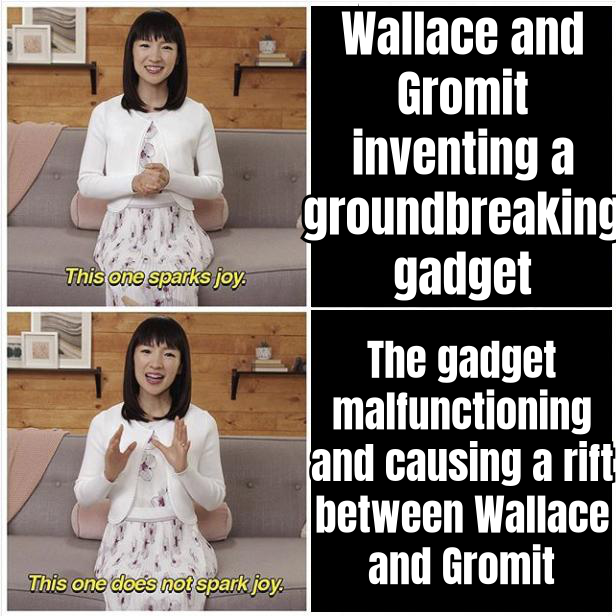 Wallace and
Gromit
inventing a
groundbreaking
gadget
This one sparks joy.
The gadget
malfunctioning
and causing a rift
between Wallace
and Gromit
This one does not spark joy.